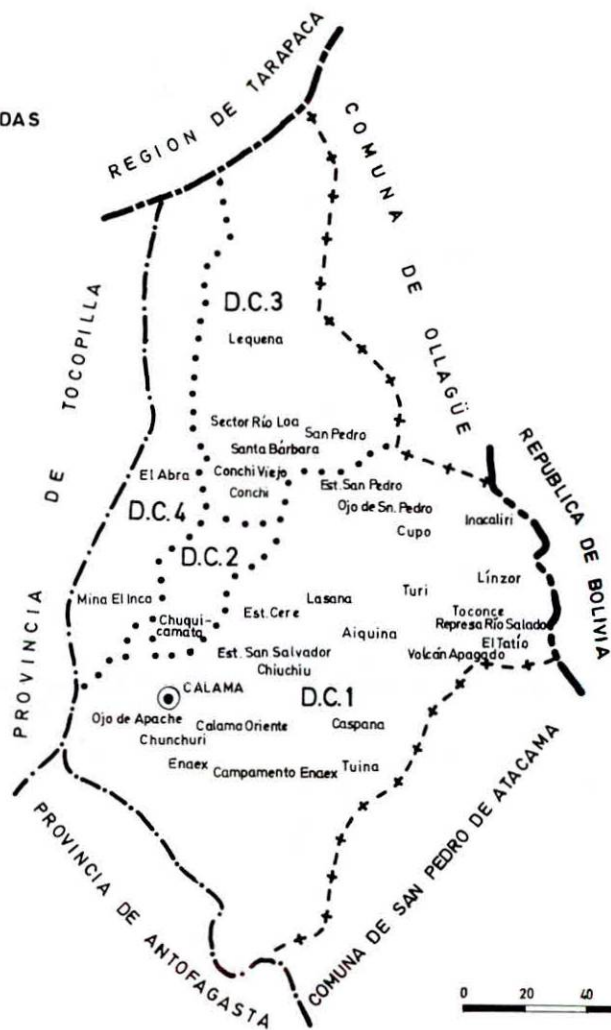 DAS
REGION DE TARAPACA
COMUNA DE OLLAGÜE
PROVINCIA DE TOCOPILLA
D.C.3
Lequena
Sector Río Loa
San Pedro
Santa Bárbara
El Abra
Conchi Viejo
Est. San Pedro
Conchi
Ojo de Sn. Pedro
REPUBLICA DE BOLIVIA
D.C.4
Inacaliri
Cupo
D.C.2
Línzor
Turi
Mina El Inca
Lasana
Est. Cere
Toconce
Chuqui-
camata
Represa Río Salado
Aiquina
El Tatío
Est. San Salvador
Volcán Apagado
Chiuchiu
CALAMA
D.C.1
Ojo de Apache
Calama Oriente
Caspana
Chunchuri
Enaex
Campamento Enaex
Tuina
PROVINCIA DE ANTOFAGASTA
COMUNA DE SAN PEDRO DE ATACAMA
0 20 40